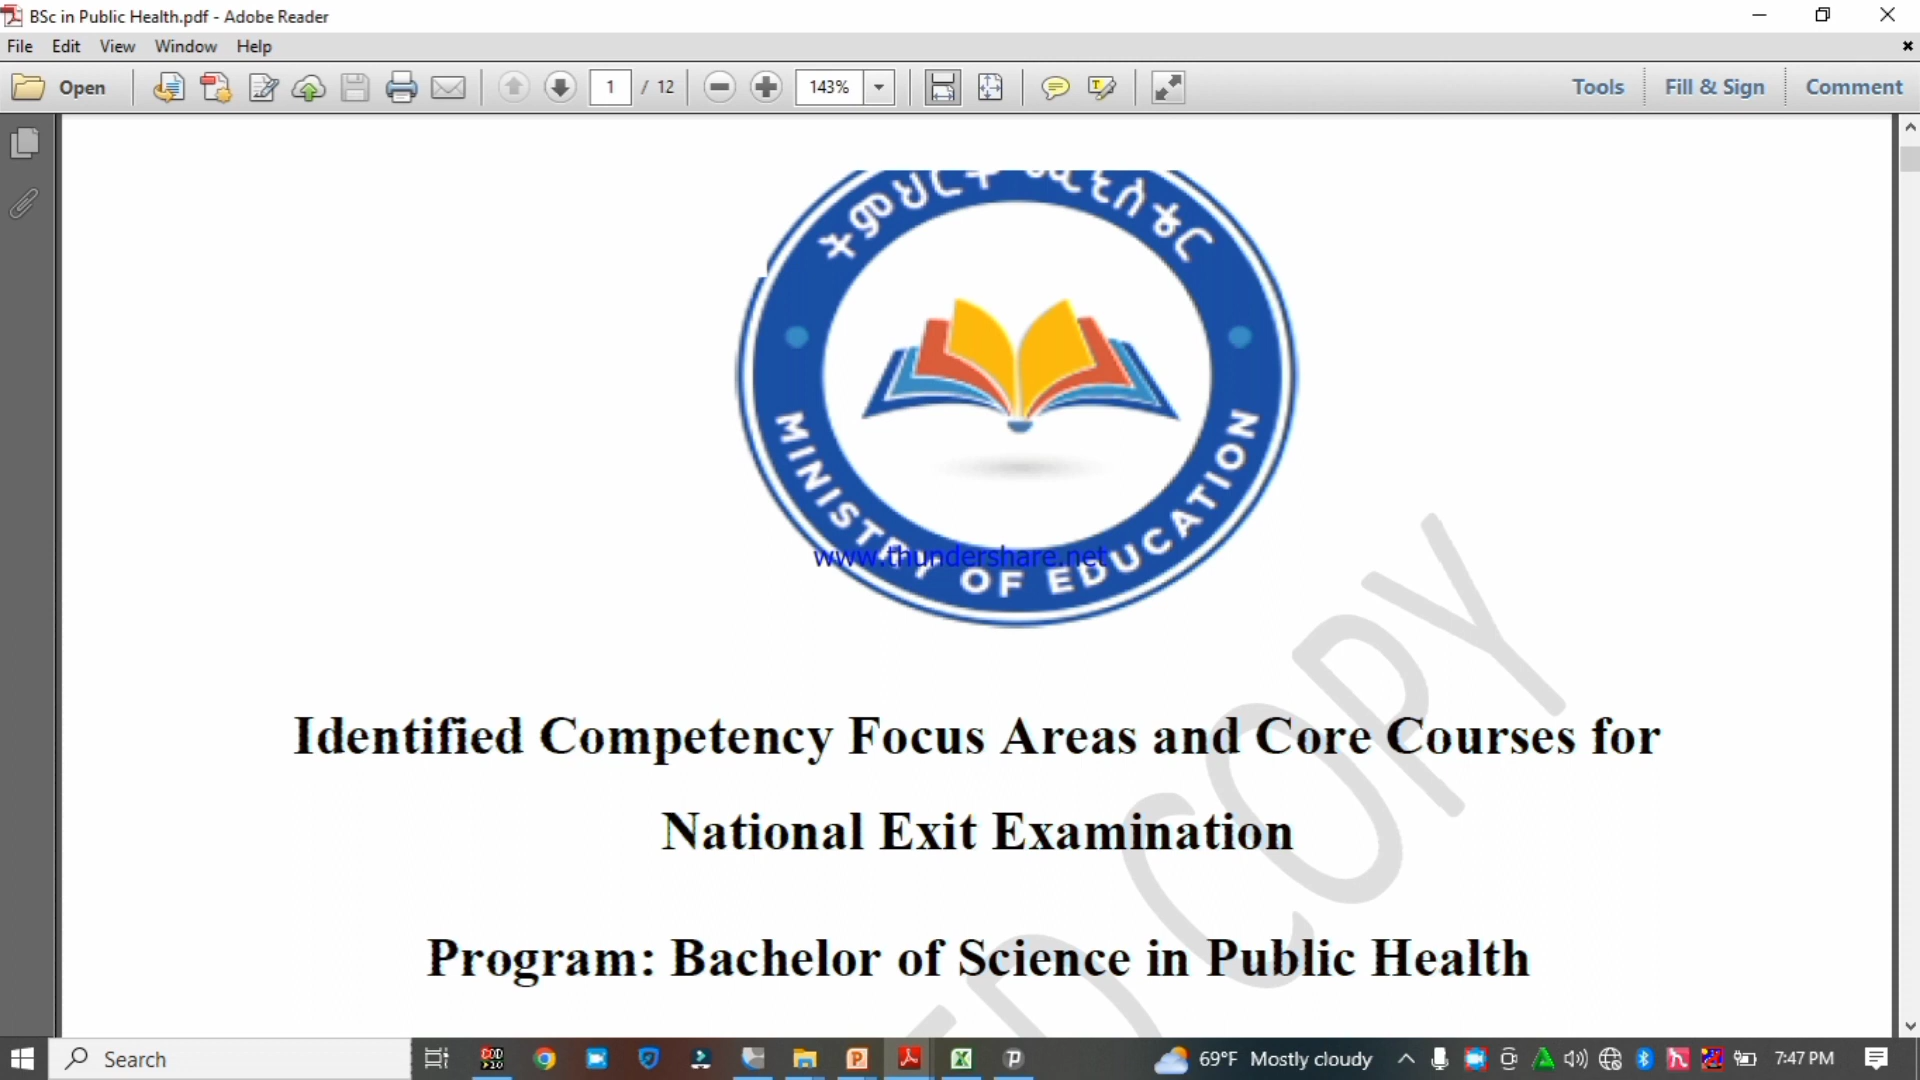 BSc in Public Health.pdf - Adobe Reader
File Edit View Window Help
Open 1 / 12 143% Tools Fill & Sign Comment
MINISTRY OF EDUCATION
www.thundershare.net
Identified Competency Focus Areas and Core Courses for
National Exit Examination
Program: Bachelor of Science in Public Health
COPY
Search 69°F Mostly cloudy 7:47 PM